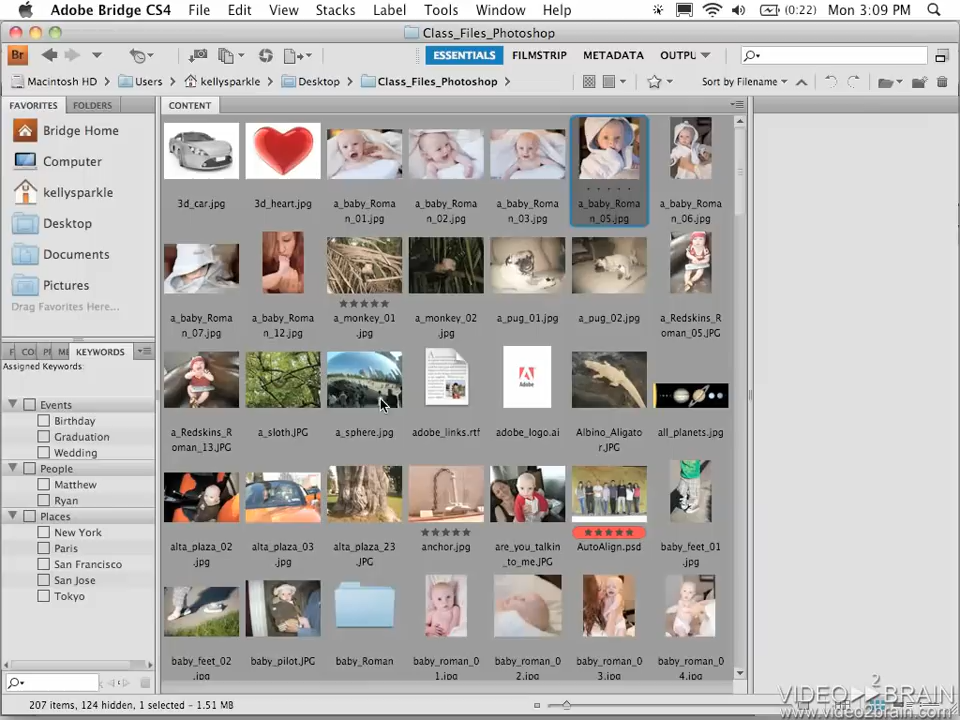 Adobe Bridge CS4 File Edit View Stacks Label Tools Window Help (0:22) Mon 3:09 PM
Class_Files_Photoshop
Br ESSENTIALS FILMSTRIP METADATA OUTPU
Macintosh HD Users kellysparkle Desktop Class_Files_Photoshop Sort by Filename
FAVORITES FOLDERS CONTENT
Bridge Home
Computer
kellysparkle
Desktop
Documents
Pictures
Drag Favorites Here...
KEYWORDS
Assigned Keywords:
Events
Birthday
Graduation
Wedding
People
Matthew
Ryan
Places
New York
Paris
San Francisco
San Jose
Tokyo
3d_car.jpg 3d_heart.jpg a_baby_Roma a_baby_Roma a_baby_Roma a_baby_Roma a_baby_Roma
n_01.jpg n_02.jpg n_03.jpg n_05.jpg n_06.jpg
a_baby_Roma a_baby_Roma a_monkey_01 a_monkey_02 a_pug_01.jpg a_pug_02.jpg a_Redskins_R
n_07.jpg n_12.jpg .jpg .jpg oman_05.JPG
Adobe
a_Redskins_R a_sloth.JPG a_sphere.jpg adobe_links.rtf adobe_logo.ai Albino_Aligato all_planets.jpg
oman_13.JPG r.JPG
alta_plaza_02 alta_plaza_03 alta_plaza_23 anchor.jpg are_you_talkin AutoAlign.psd baby_feet_01
.jpg .jpg .JPG _to_me.JPG .jpg
baby_feet_02 baby_pilot.JPG baby_Roman baby_roman_0 baby_roman_0 baby_roman_0 baby_roman_0
.jpg 1.jpg 2.jpg 3.jpg 4.jpg
207 items, 124 hidden, 1 selected - 1.51 MB
VIDEO2BRAIN
www.video2brain.com